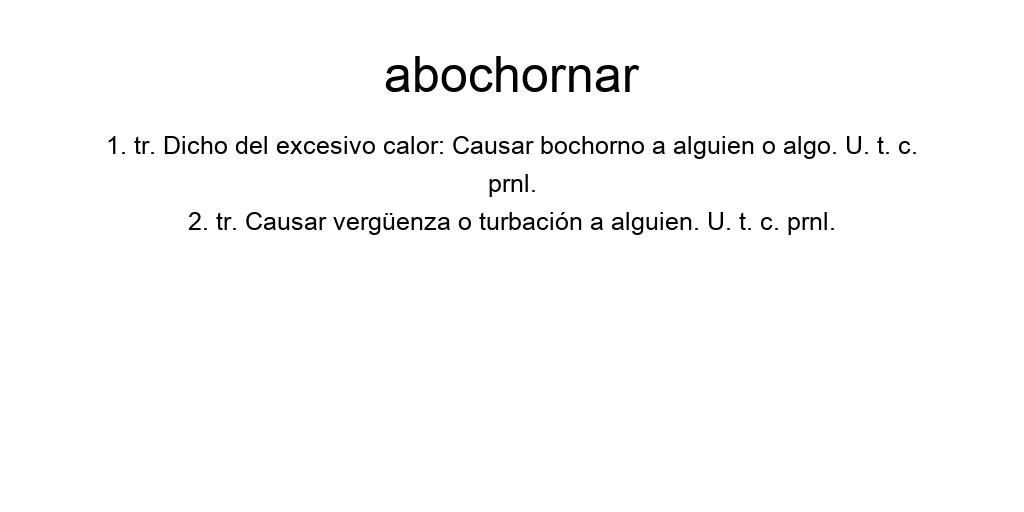 abochornar
1. tr. Dicho del excesivo calor: Causar bochorno a alguien o algo. U. t. c.
prnl.
2. tr. Causar vergüenza o turbación a alguien. U. t. c. prnl.